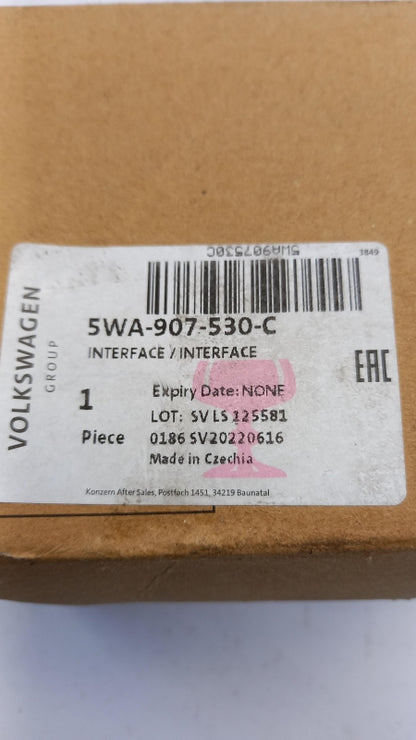 5WA907530C
1849
VOLKSWAGEN
GROUP
5WA-907-530-C
INTERFACE / INTERFACE
EAC
1
Piece
Expiry Date: NONE
LOT: SV LS 125581
0186 SV20220616
Made in Czechia
Konzern After Sales, Postfach 1451, 34219 Baunatal